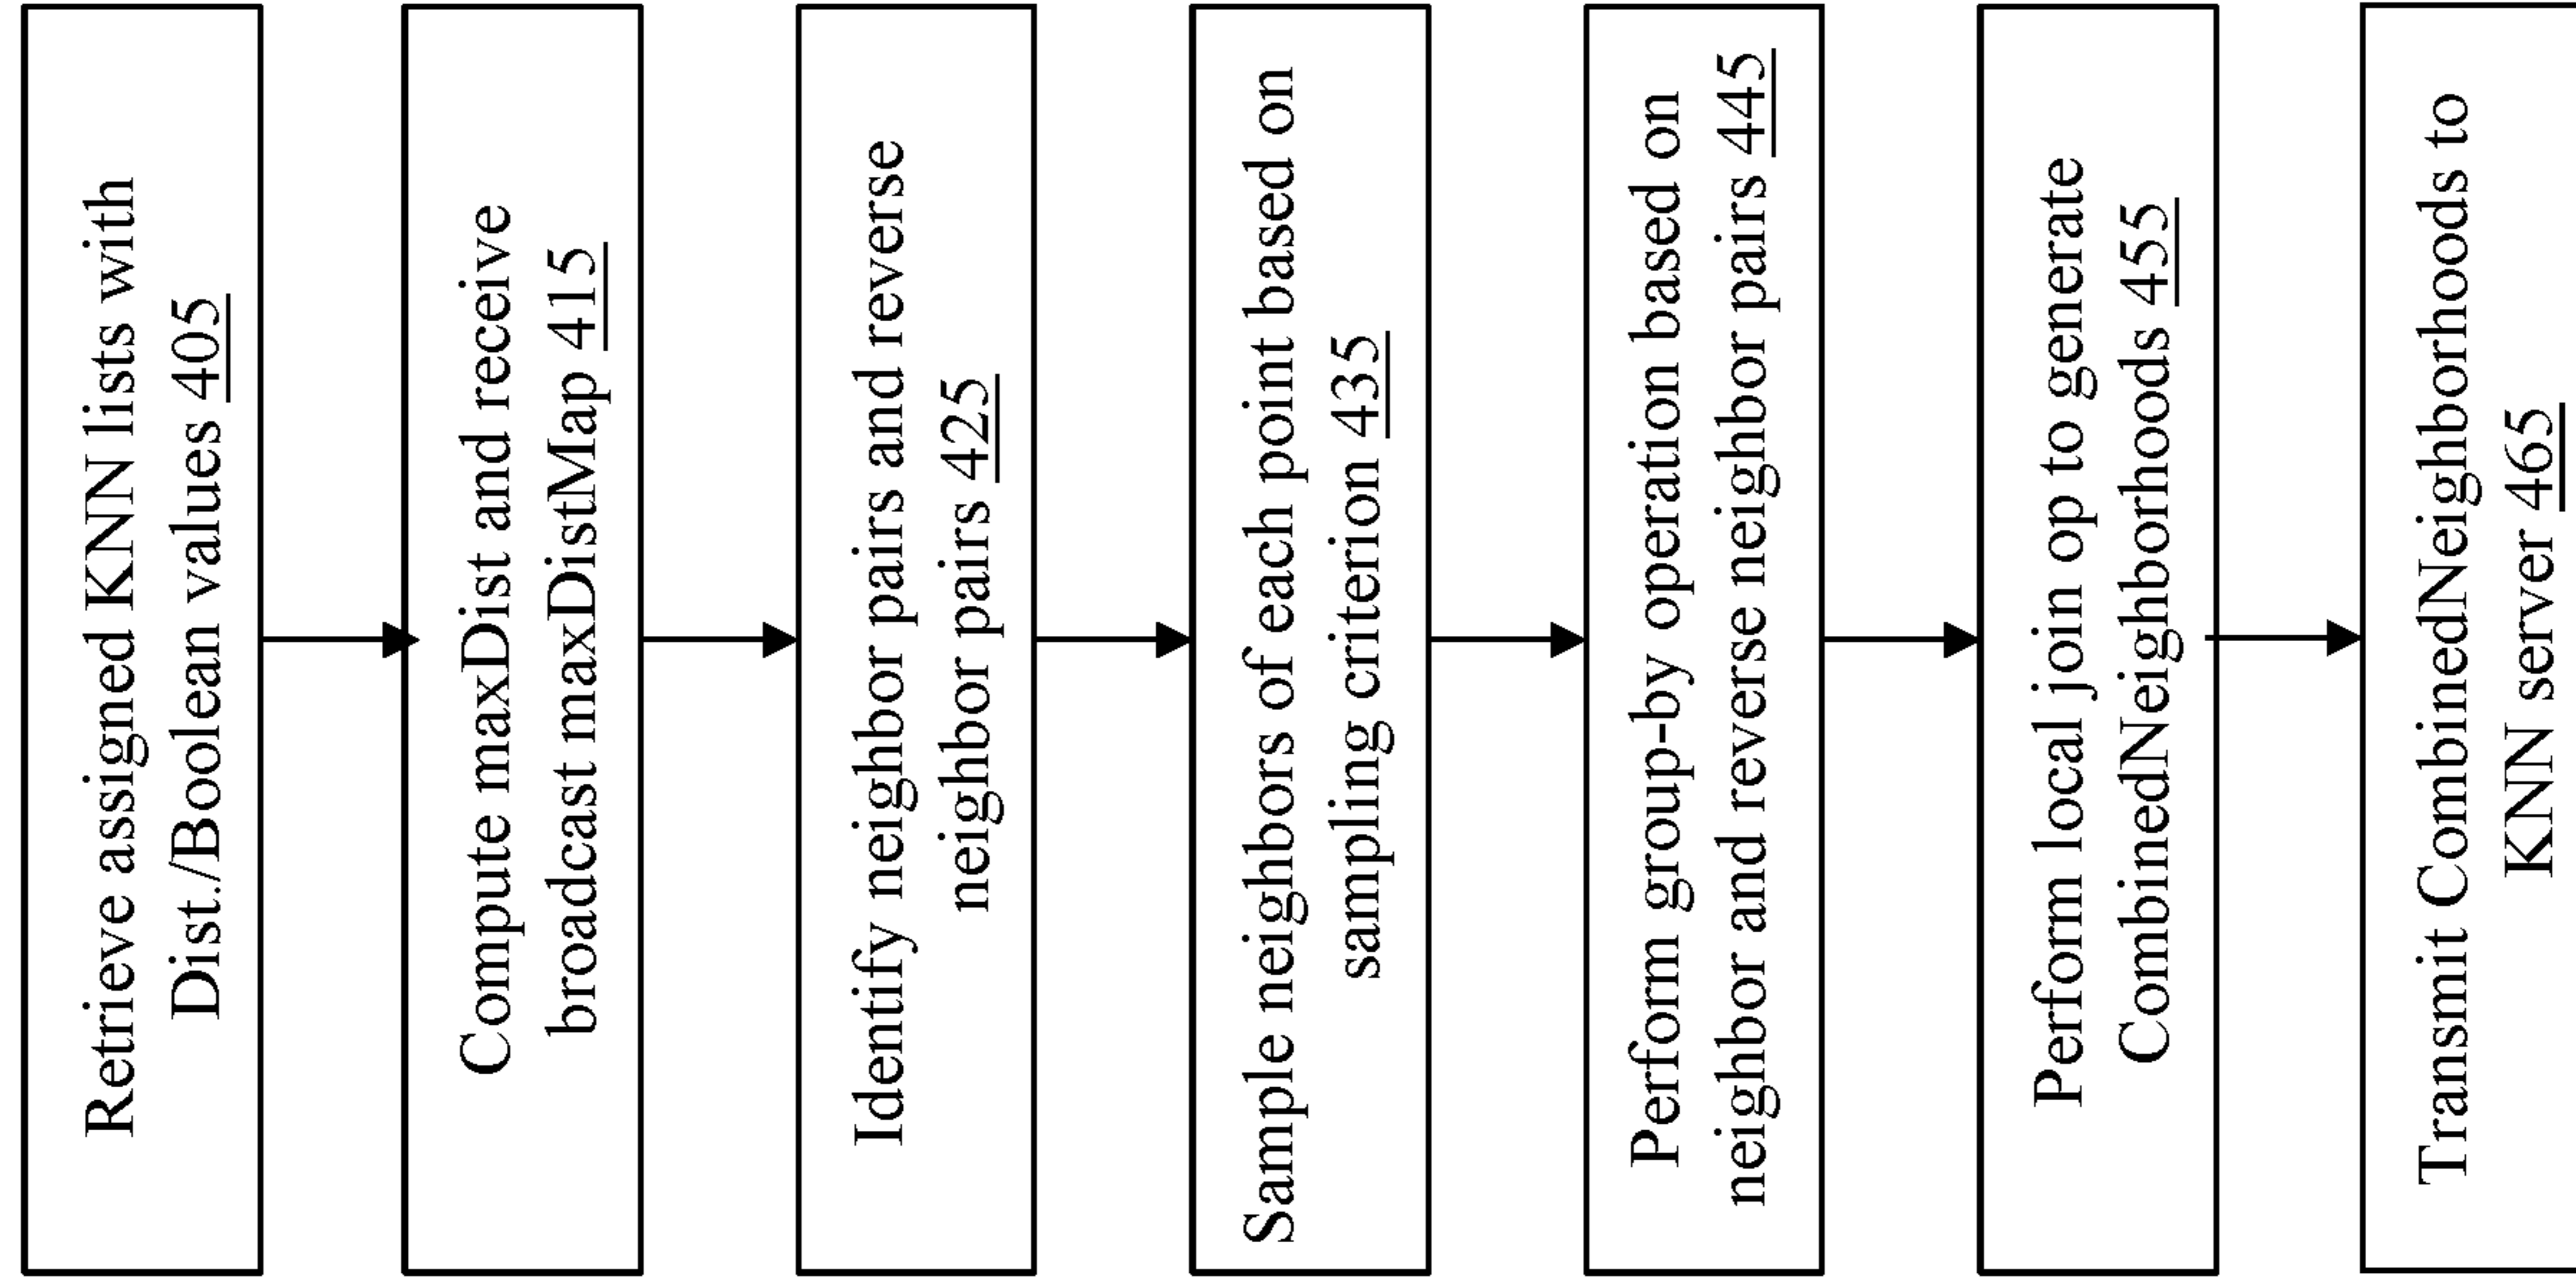 Retrieve assigned KNN lists with
Dist./Boolean values 405
Compute maxDist and receive
broadcast maxDistMap 415
Identify neighbor pairs and reverse
neighbor pairs 425
Sample neighbors of each point based on
sampling criterion 435
Perform group-by operation based on
neighbor and reverse neighbor pairs 445
Perform local join op to generate
CombinedNeighborhoods 455
Transmit CombinedNeighborhoods to
KNN server 465